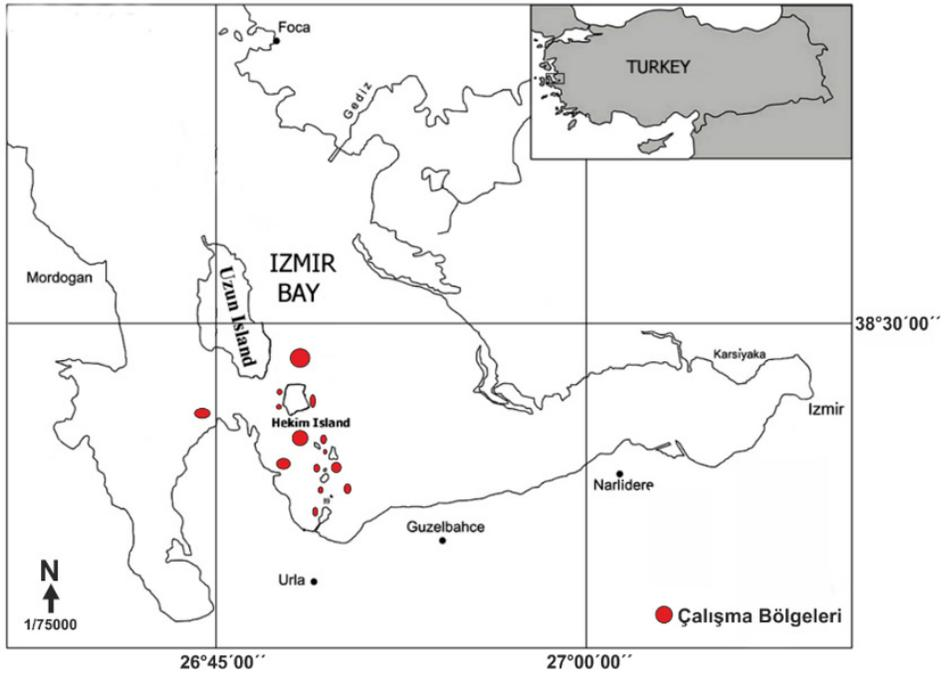 Foca
TURKEY
Gediz
IZMIR
BAY
Mordogan
Uzun Island
38°30´00´´
Karsiyaka
Izmir
Hekim Island
Narlidere
Guzelbahce
Urla
N
1/75000
Çalışma Bölgeleri
26°45´00´´
27°00´00´´